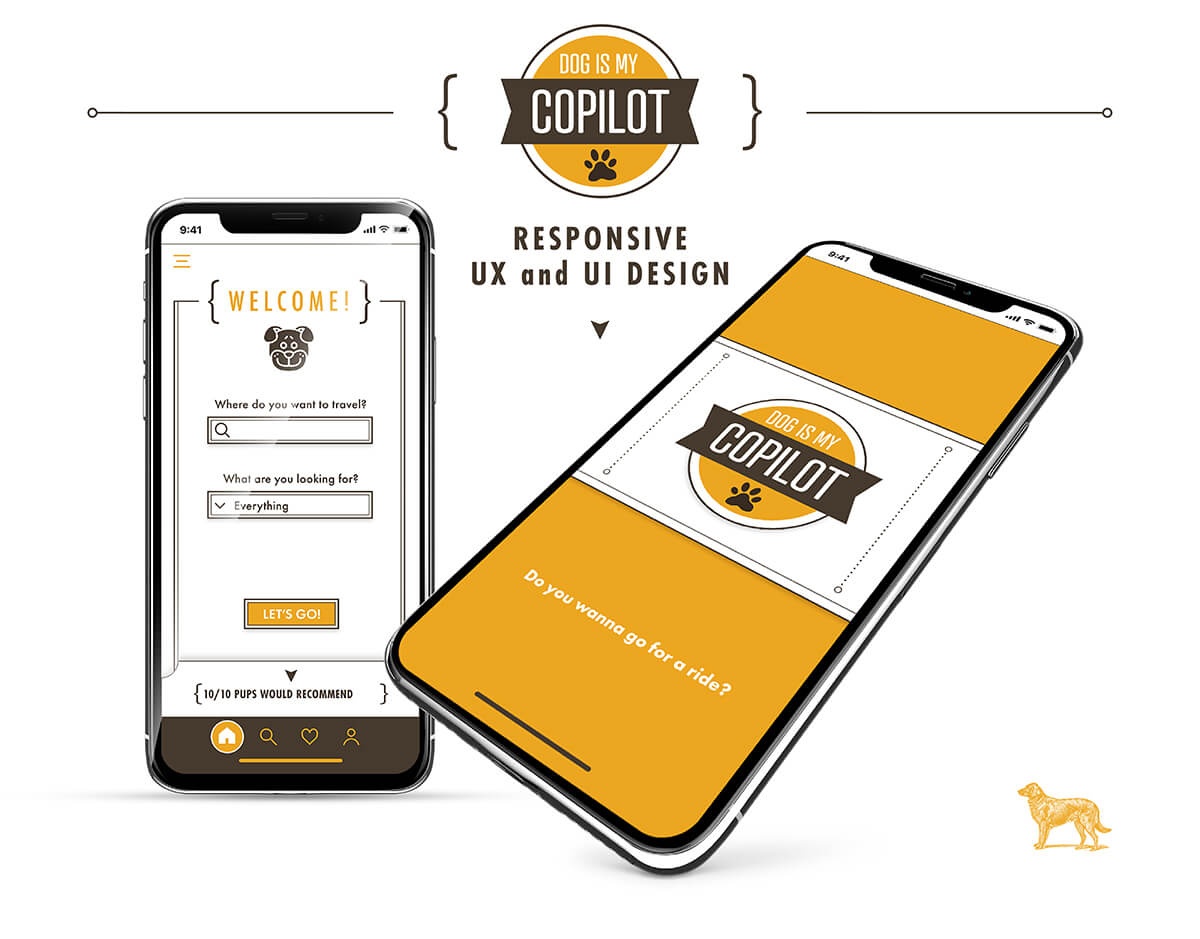 DOG IS MY
COPILOT
RESPONSIVE
UX and UI DESIGN
9:41
WELCOME!
Where do you want to travel?
What are you looking for?
Everything
LET'S GO!
10/10 PUPS WOULD RECOMMEND
9:41
DOG IS MY
COPILOT
Do you wanna go for a ride?